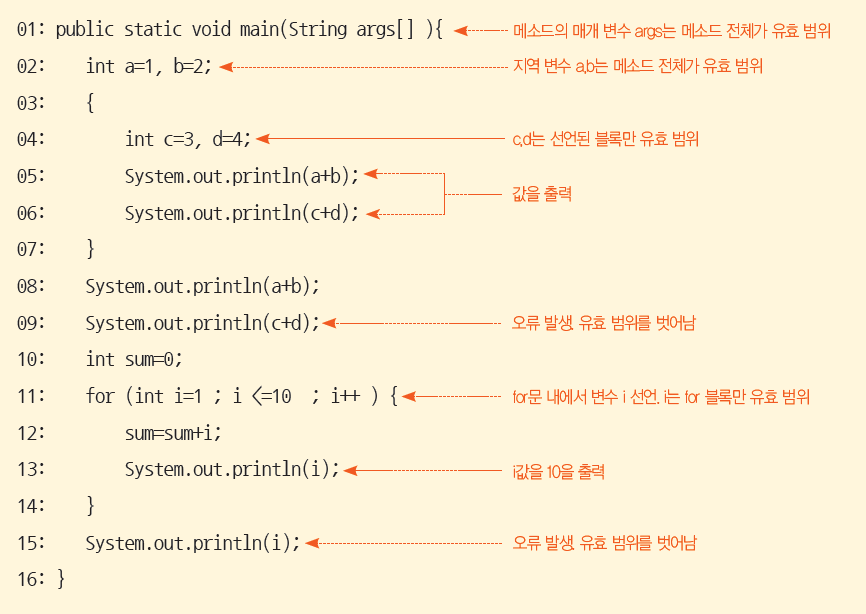 01: public static void main(String args[] ){ 메소드의 매개 변수 args는 메소드 전체가 유효 범위
02: int a=1, b=2; 지역 변수 a,b는 메소드 전체가 유효 범위
03: {
04: int c=3, d=4; c,d는 선언된 블록만 유효 범위
05: System.out.println(a+b);
값을 출력
06: System.out.println(c+d);
07: }
08: System.out.println(a+b);
09: System.out.println(c+d); 오류 발생. 유효 범위를 벗어남
10: int sum=0;
11: for (int i=1 ; i <=10 ; i++ ) { for문 내에서 변수 i 선언. i는 for 블록만 유효 범위
12: sum=sum+i;
13: System.out.println(i); i값을 10을 출력
14: }
15: System.out.println(i); 오류 발생. 유효 범위를 벗어남
16: }